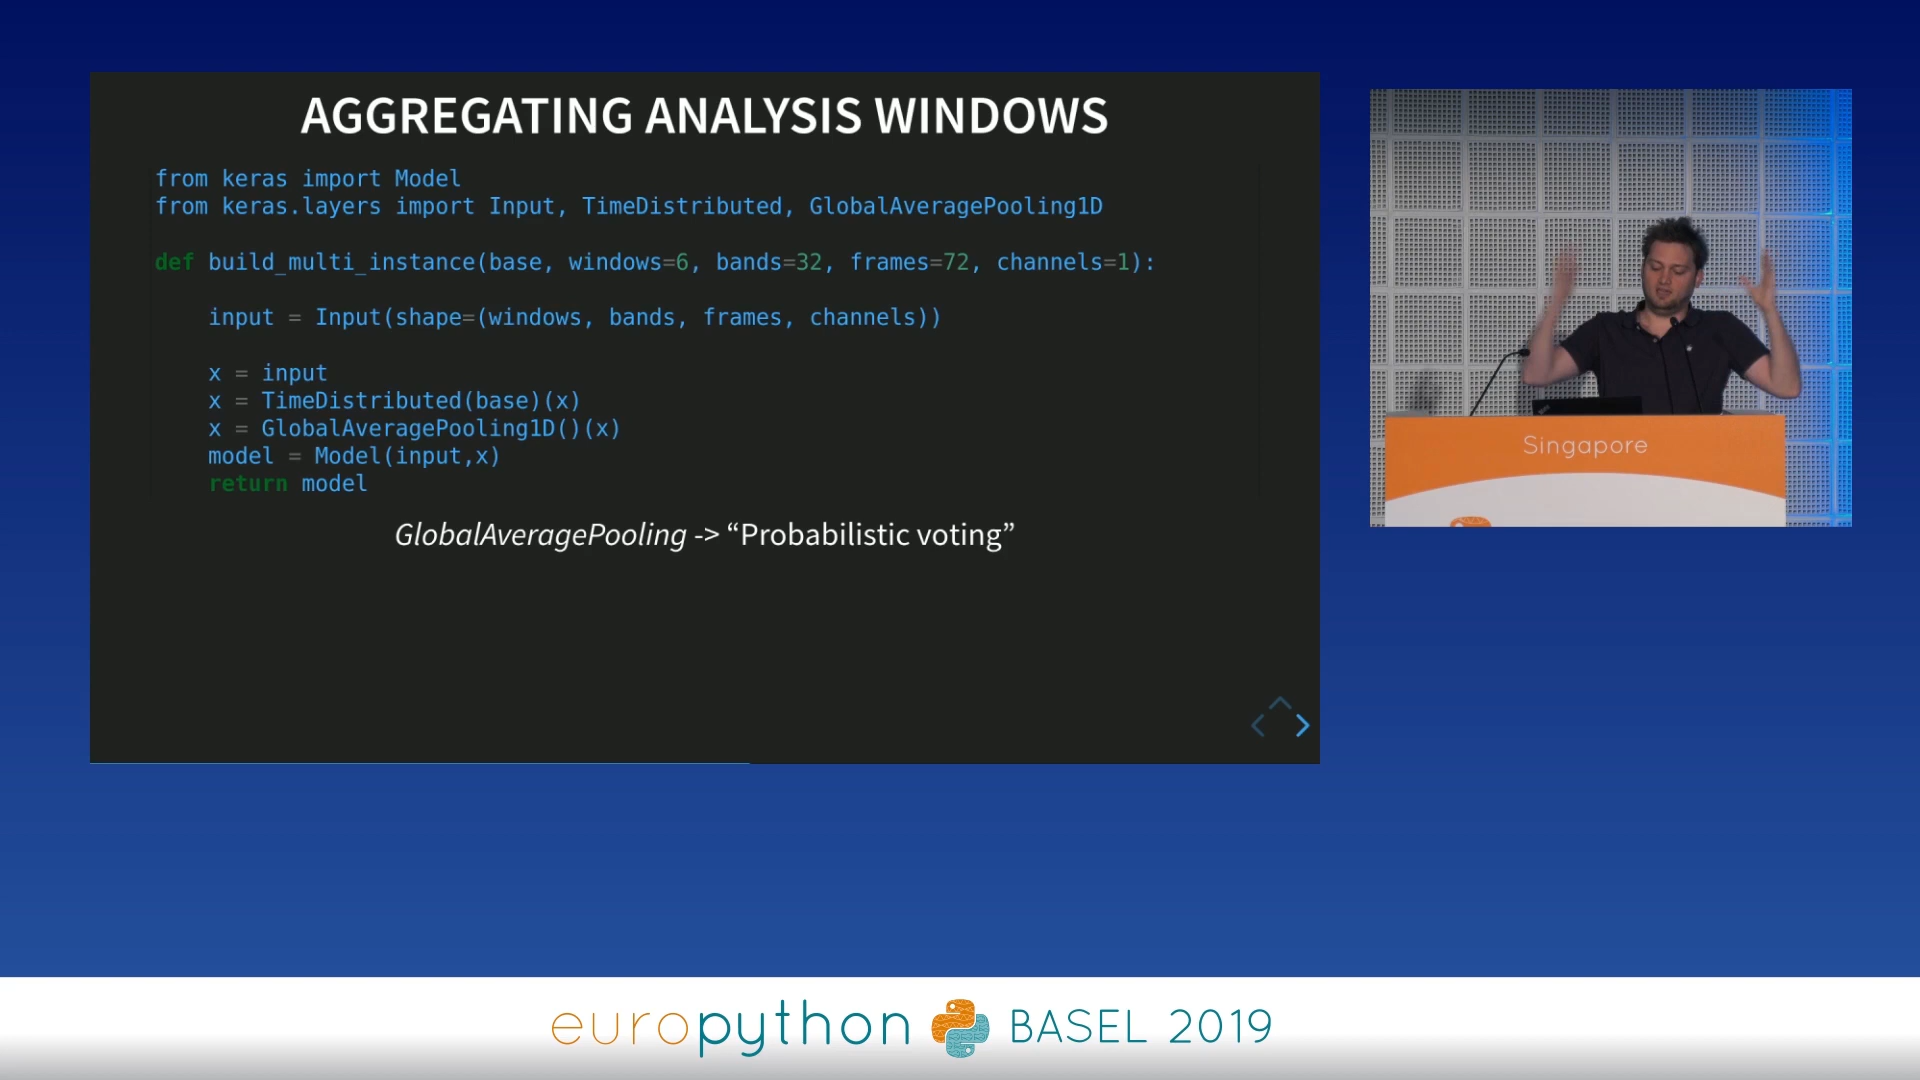 AGGREGATING ANALYSIS WINDOWS
from keras import Model
from keras.layers import Input, TimeDistributed, GlobalAveragePooling1D
def build_multi_instance(base, windows=6, bands=32, frames=72, channels=1):
input = Input(shape=(windows, bands, frames, channels))
x = input
x = TimeDistributed(base)(x)
x = GlobalAveragePooling1D()(x)
model = Model(input,x)
return model
GlobalAveragePooling -> “Probabilistic voting”
Singapore
europython BASEL 2019